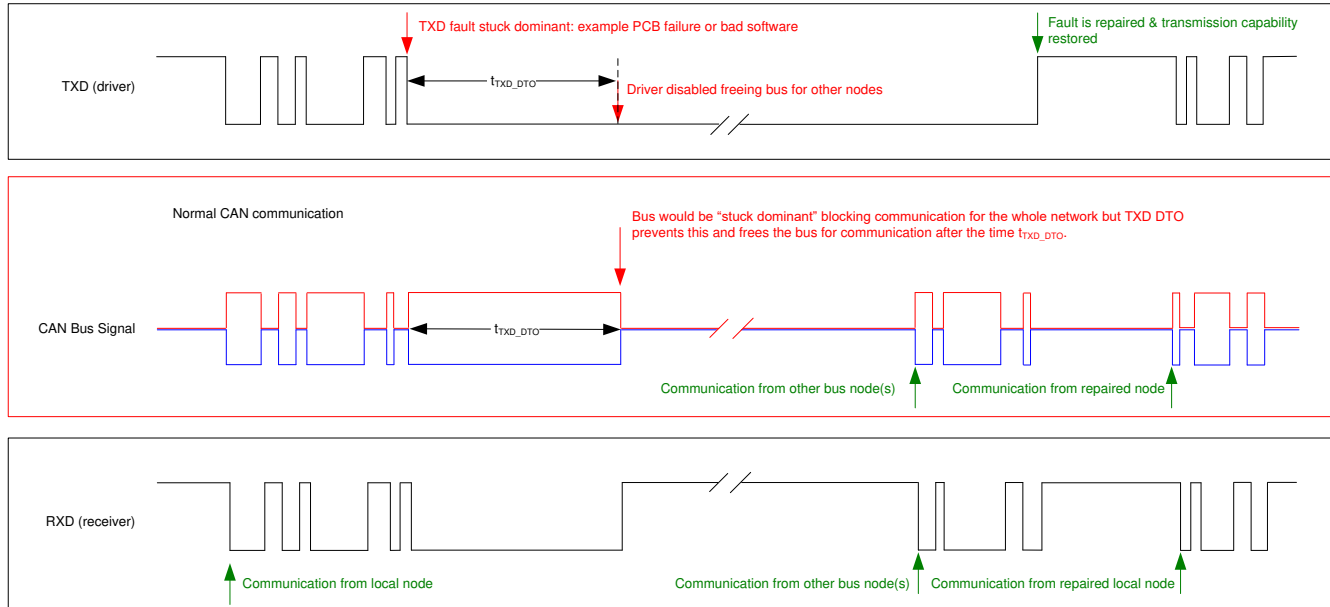 TXD fault stuck dominant: example PCB failure or bad software
Fault is repaired & transmission capability
restored
TXD (driver)
tTXD_DTO
Driver disabled freeing bus for other nodes
Normal CAN communication
Bus would be “stuck dominant” blocking communication for the whole network but TXD DTO
prevents this and frees the bus for communication after the time tTXD_DTO.
CAN Bus Signal
tTXD_DTO
Communication from other bus node(s)
Communication from repaired node
RXD (receiver)
Communication from local node
Communication from other bus node(s)
Communication from repaired local node